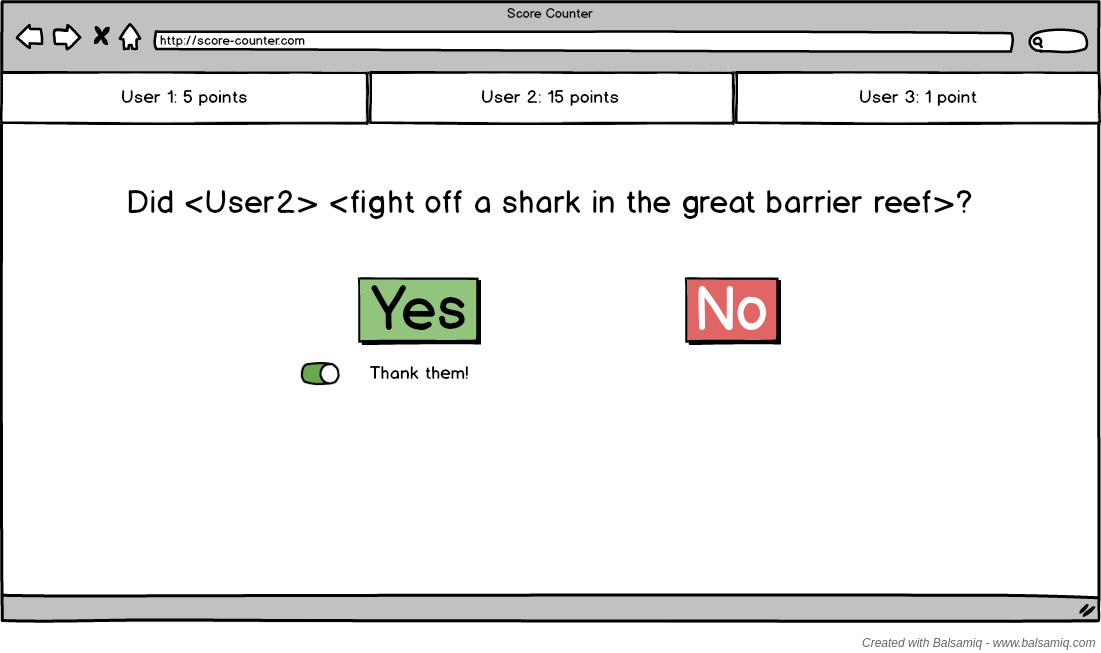 Score Counter
http://score-counter.com
User 1: 5 points
User 2: 15 points
User 3: 1 point
Did <User2> <fight off a shark in the great barrier reef>?
Yes
No
Thank them!
Created with Balsamiq - www.balsamiq.com